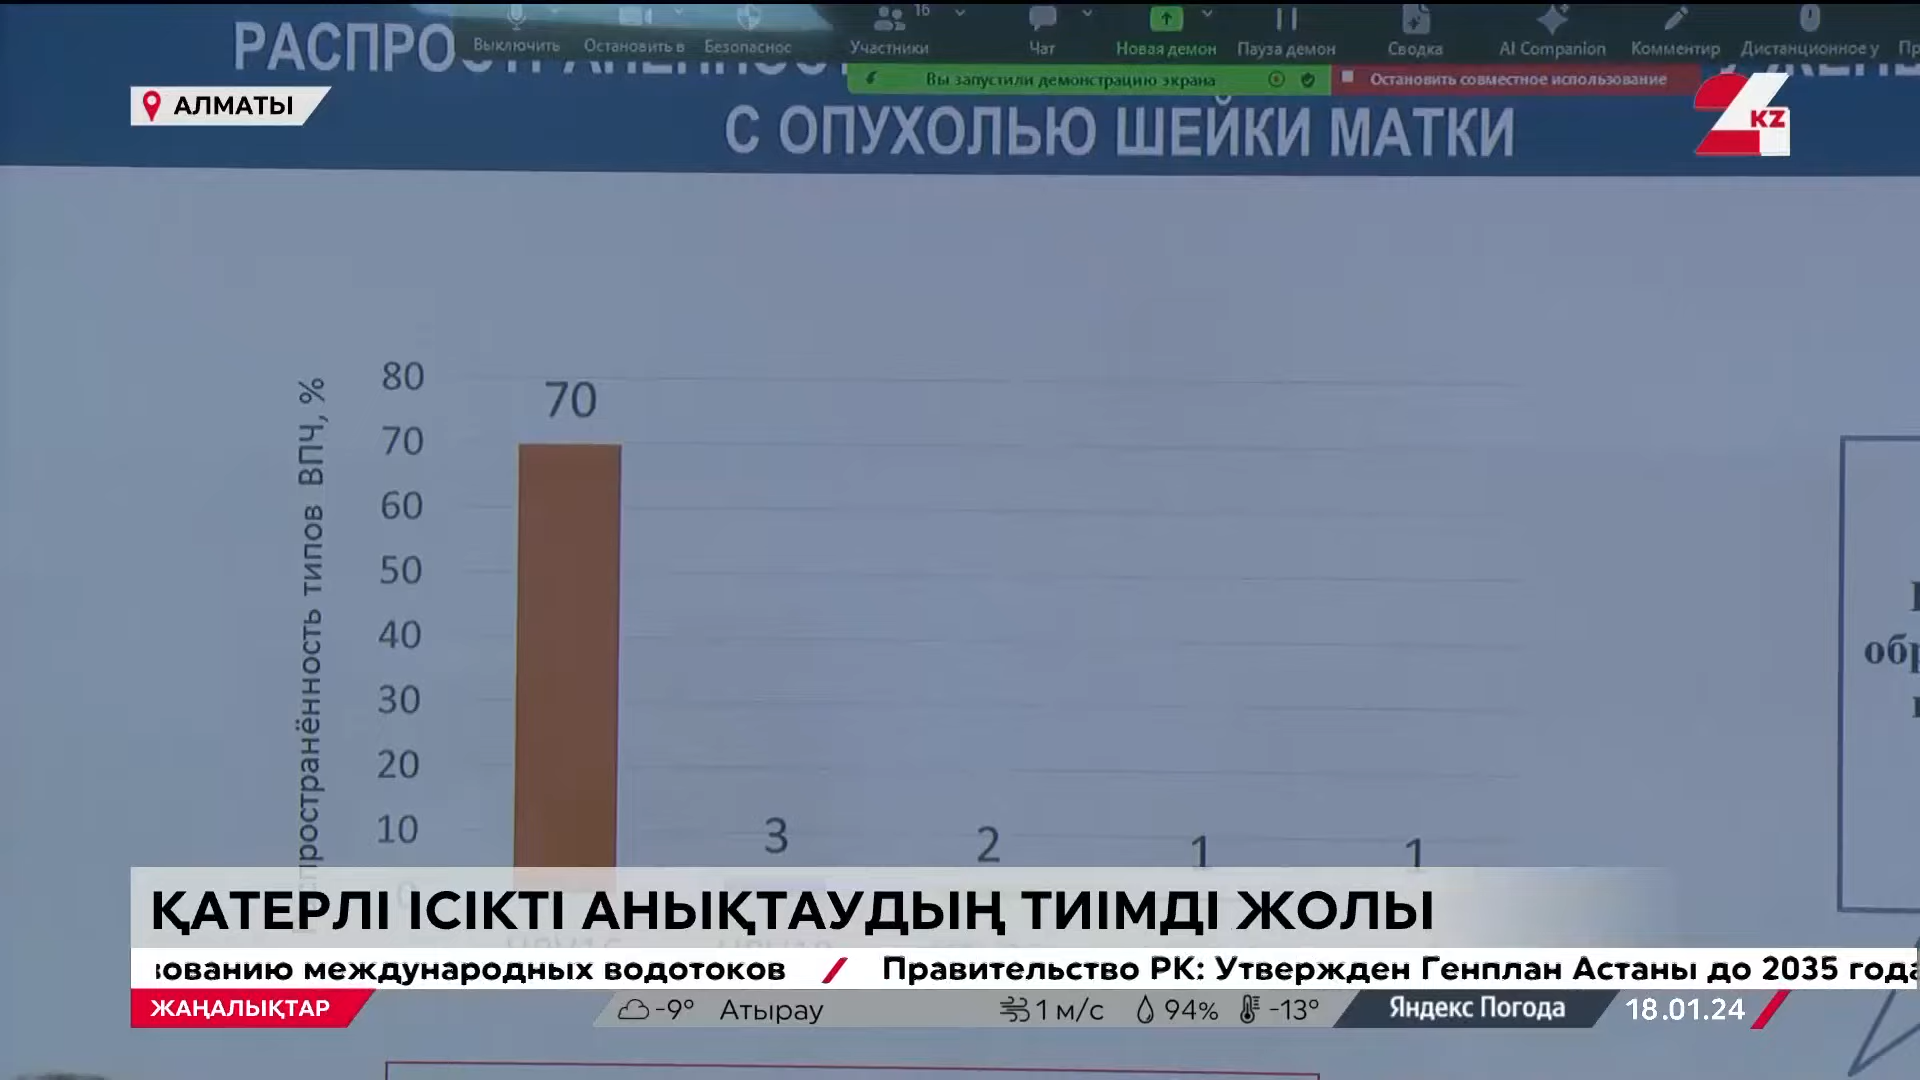 Выключить
Остановить в
Безопаснос
16
Участники
Чат
Новая демон
Пауза демон
Сводка
AI Companion
Комментир
Дистанционное у
Вы запустили демонстрацию экрана
Остановить совместное использование
АЛМАТЫ
KZ
С ОПУХОЛЬЮ ШЕЙКИ МАТКИ
типов ВПЧ, %
80
70
60
50
40
30
20
10
70
3
2
1
1
ҚАТЕРЛІ ІСІКТІ АНЫҚТАУДЫҢ ТИІМДІ ЖОЛЫ
зованию международных водотоков / Правительство РК: Утвержден Генплан Астаны до 2035 года
ЖАҢАЛЫҚТАР
-9° Атырау
1 м/с
94%
-13°
Яндекс Погода
18.01.24